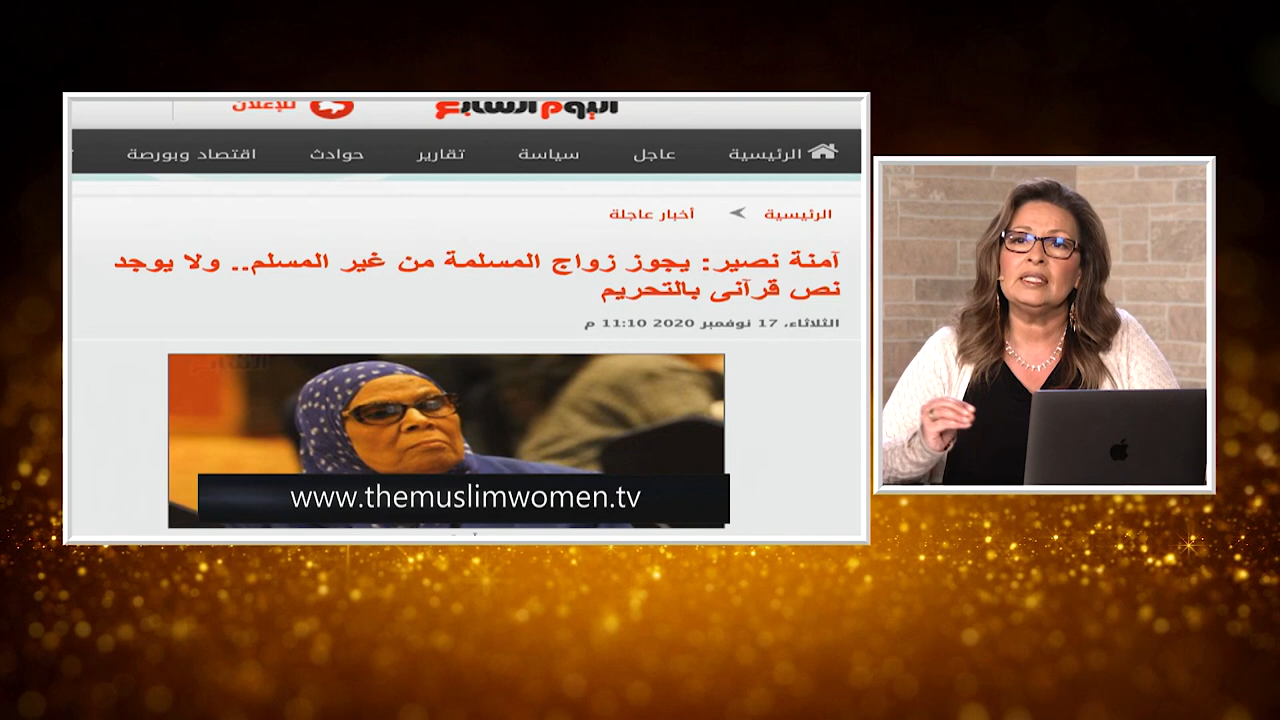 اليوم السابع
للإعلان
الرئيسية عاجل سياسة تقارير حوادث اقتصاد وبورصة
الرئيسية أخبار عاجلة
آمنة نصير: يجوز زواج المسلمة من غير المسلم.. ولا يوجد
نص قرآنى بالتحريم
الثلاثاء، 17 نوفمبر 2020 11:10 م
www.themuslimwomen.tv